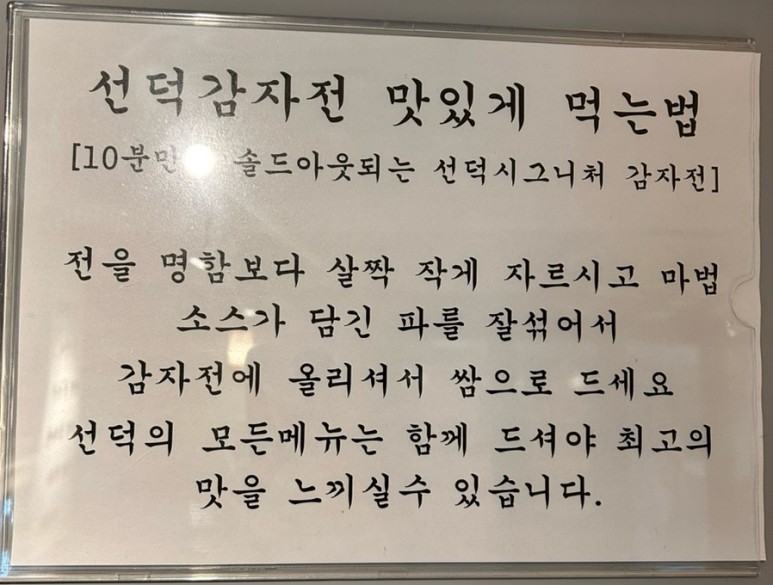 선덕감자전 맛있게 먹는법
[10분만 솔드아웃되는 선덕시그니처 감자전]
전을 명함보다 살짝 작게 자르시고 마법
소스가 담긴 파를 잘섞어서
감자전에 올리셔서 쌈으로 드세요
선덕의 모든메뉴는 함께 드셔야 최고의
맛을 느끼실수 있습니다.